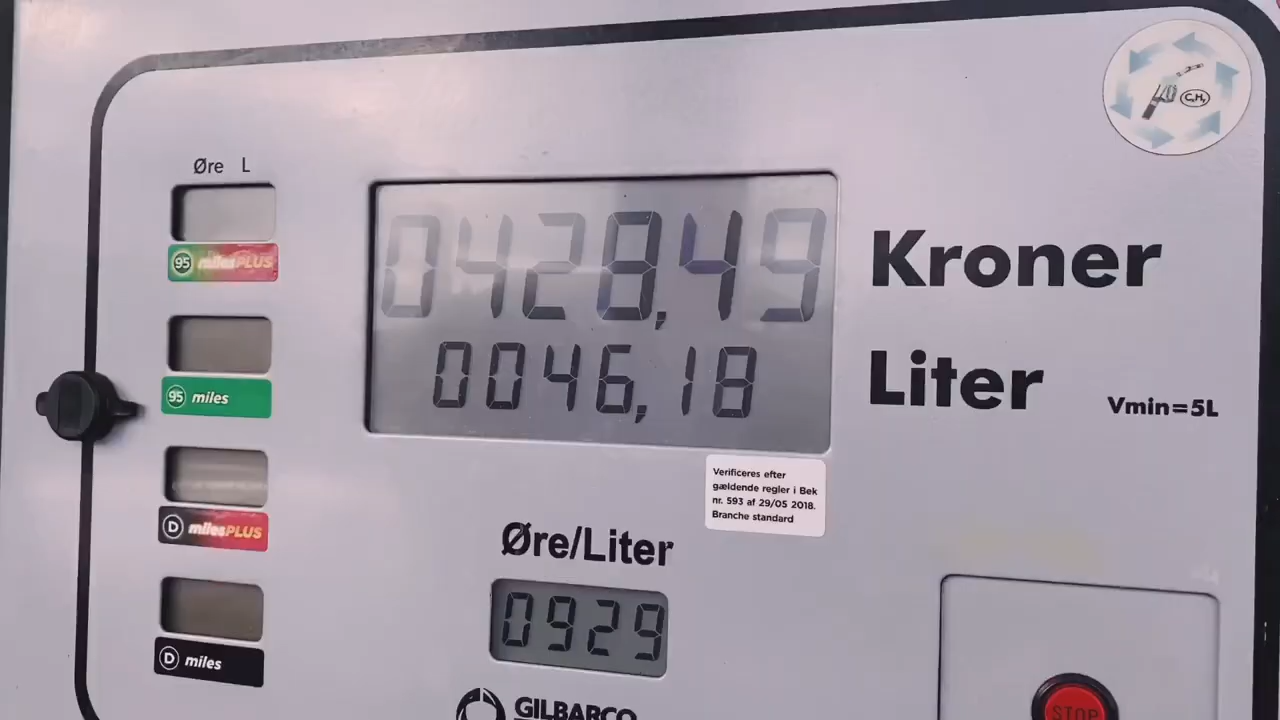 Øre L
95 milesPLUS
95 miles
D milesPLUS
D miles
0428,49 Kroner
0046,18 Liter
Vmin=5L
Verificeres efter
gældende regler i Bek
nr. 593 af 29/05 2018.
Branche standard
Øre/Liter
0929
GILBARCO
STOP